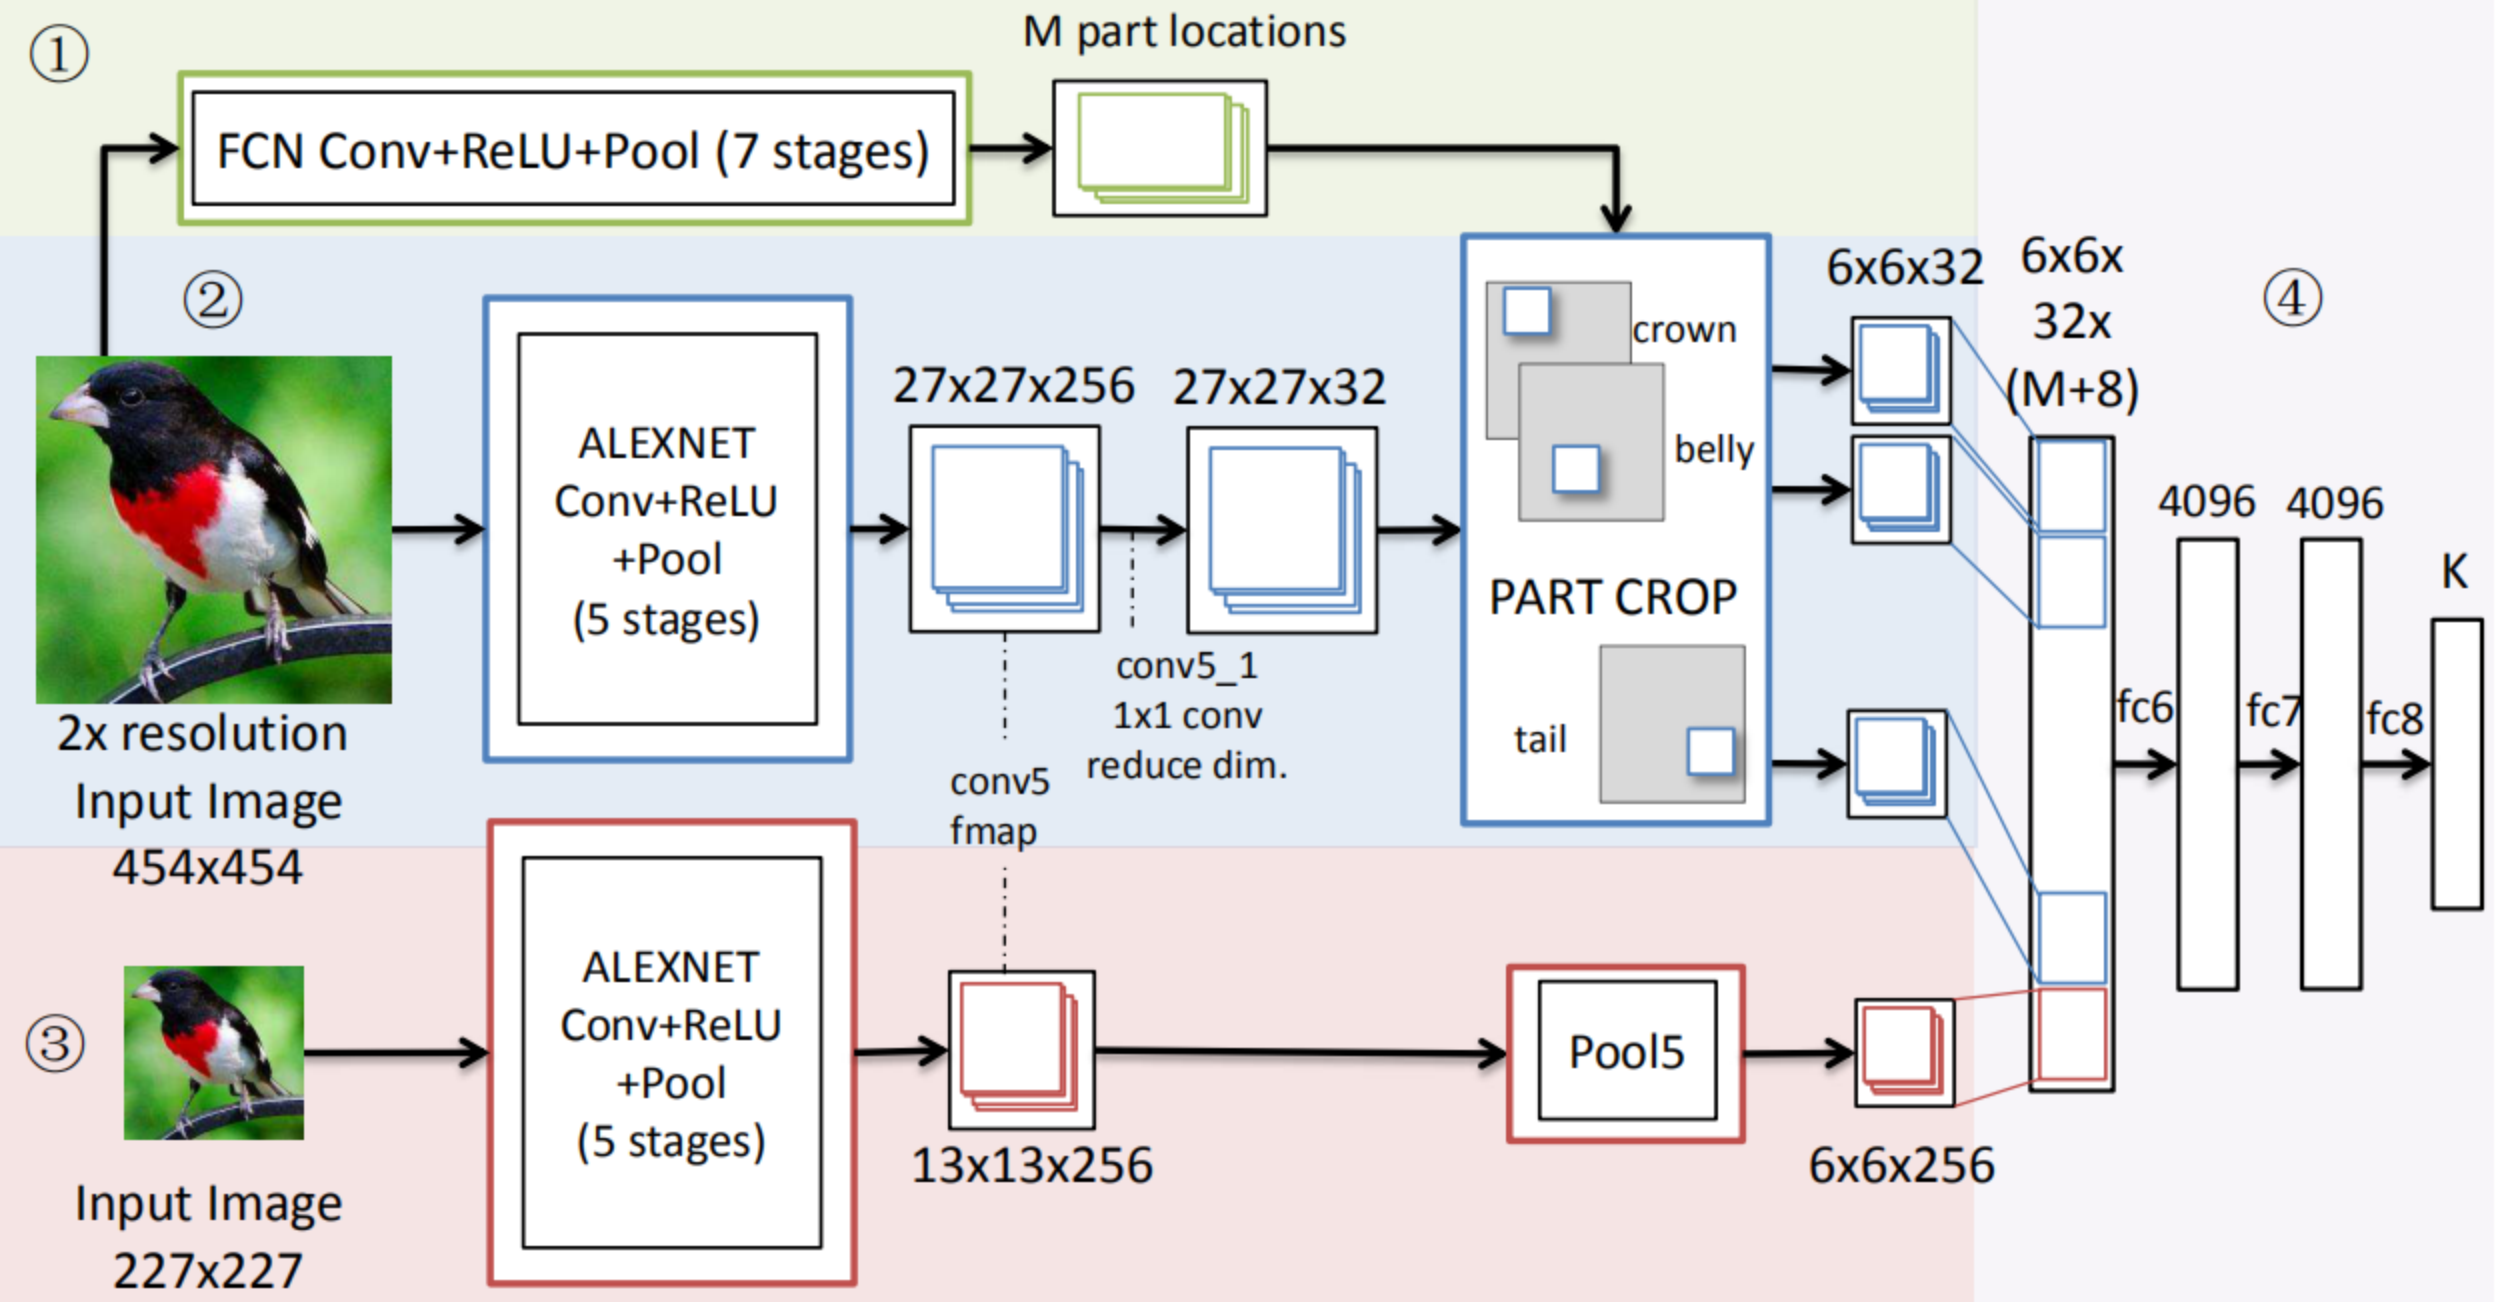 ①
M part locations
FCN Conv+ReLU+Pool (7 stages)
②
ALEXNET
Conv+ReLU
+Pool
(5 stages)
27x27x256
27x27x32
conv5_1
1x1 conv
reduce dim.
conv5
fmap
crown
belly
PART CROP
tail
6x6x32
6x6x
32x
(M+8)
④
4096
4096
K
fc6
fc7
fc8
2x resolution
Input Image
454x454
③
Input Image
227x227
ALEXNET
Conv+ReLU
+Pool
(5 stages)
13x13x256
Pool5
6x6x256